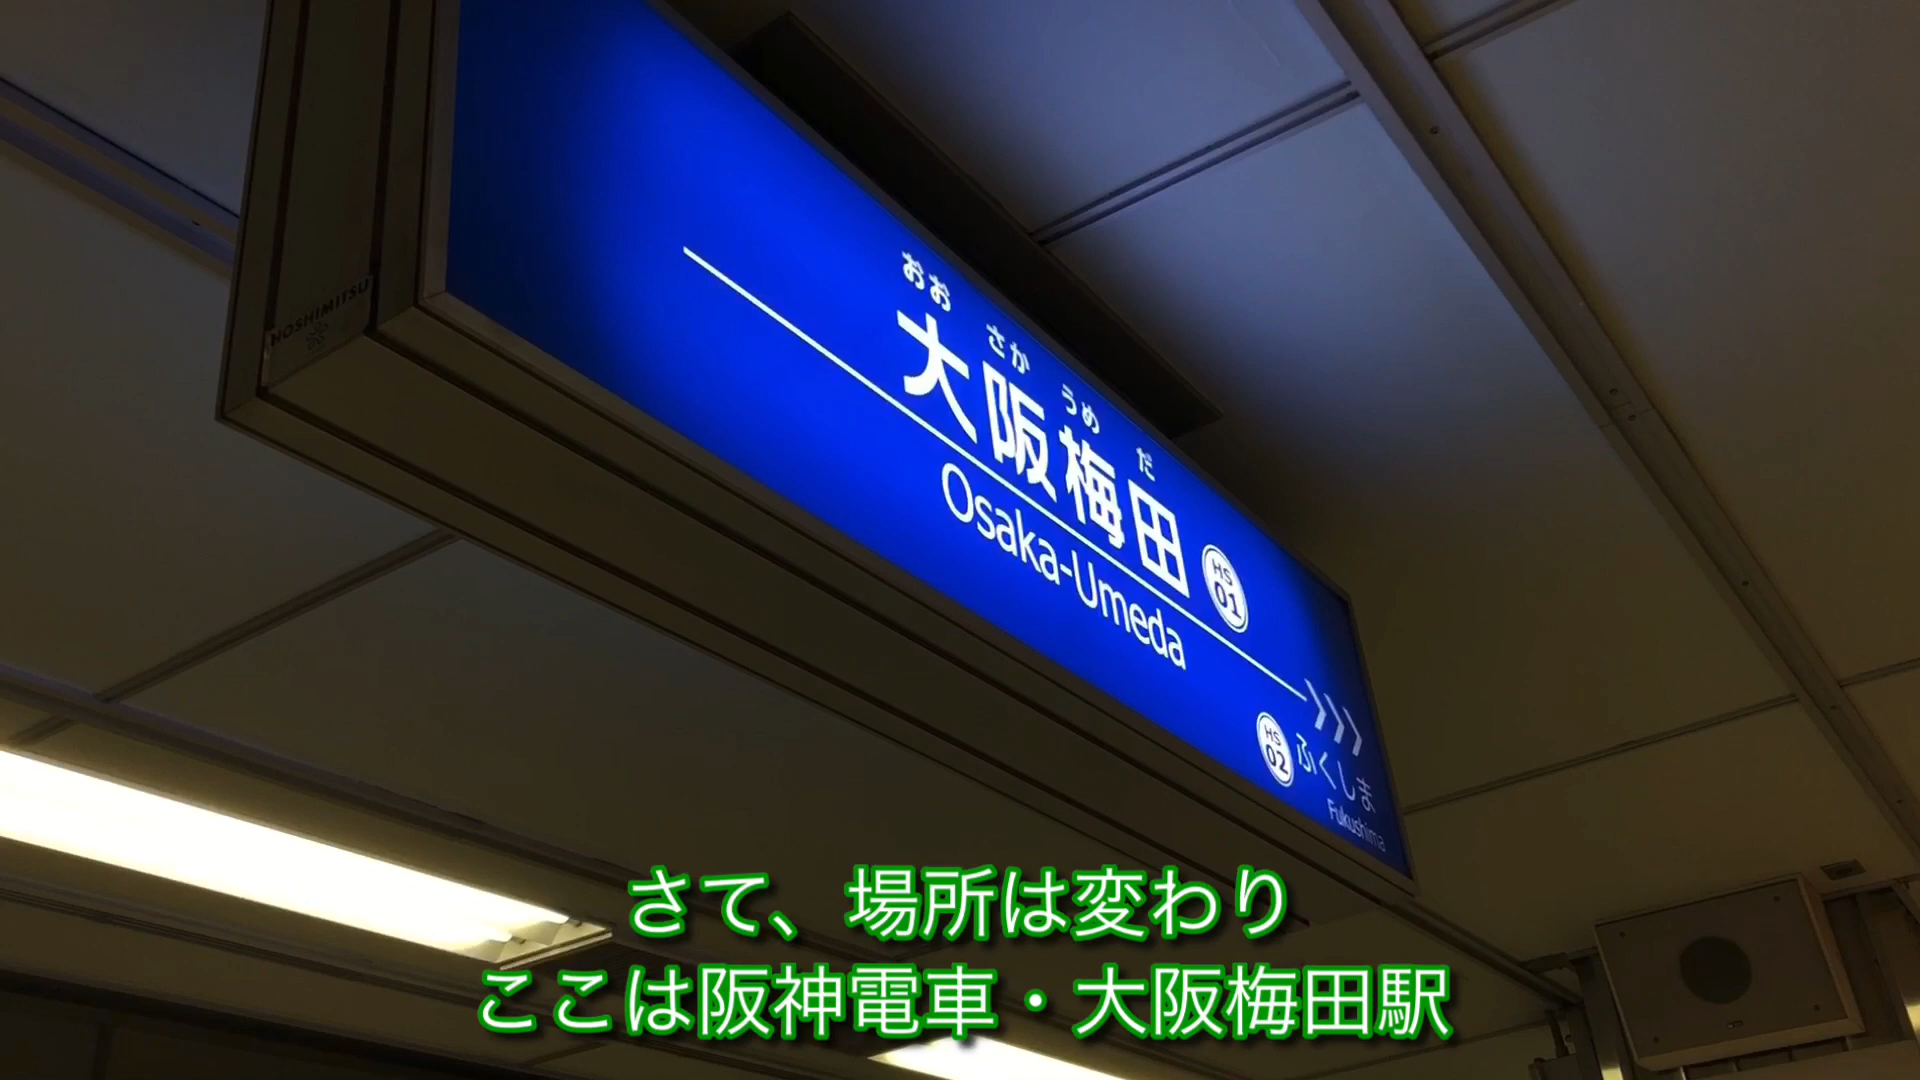 おおさかうめだ
大阪梅田
HS
01
Osaka-Umeda
HS
02
ふくしま
Fukushima
HOSHIMITSU
さて、場所は変わり
ここは阪神電車・大阪梅田駅